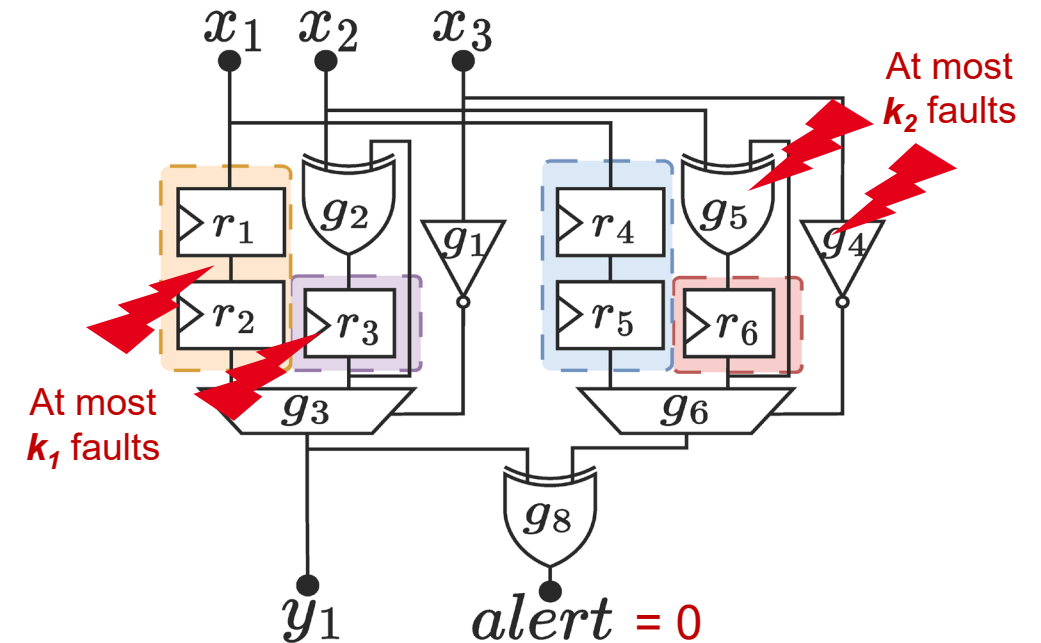 x₁ x₂ x₃
At most
k₂ faults
g₂ g₅
r₁ g₁ r₄ g₄
r₂ r₃ r₅ r₆
At most
k₁ faults
g₃ g₆
g₈
y₁ alert = 0